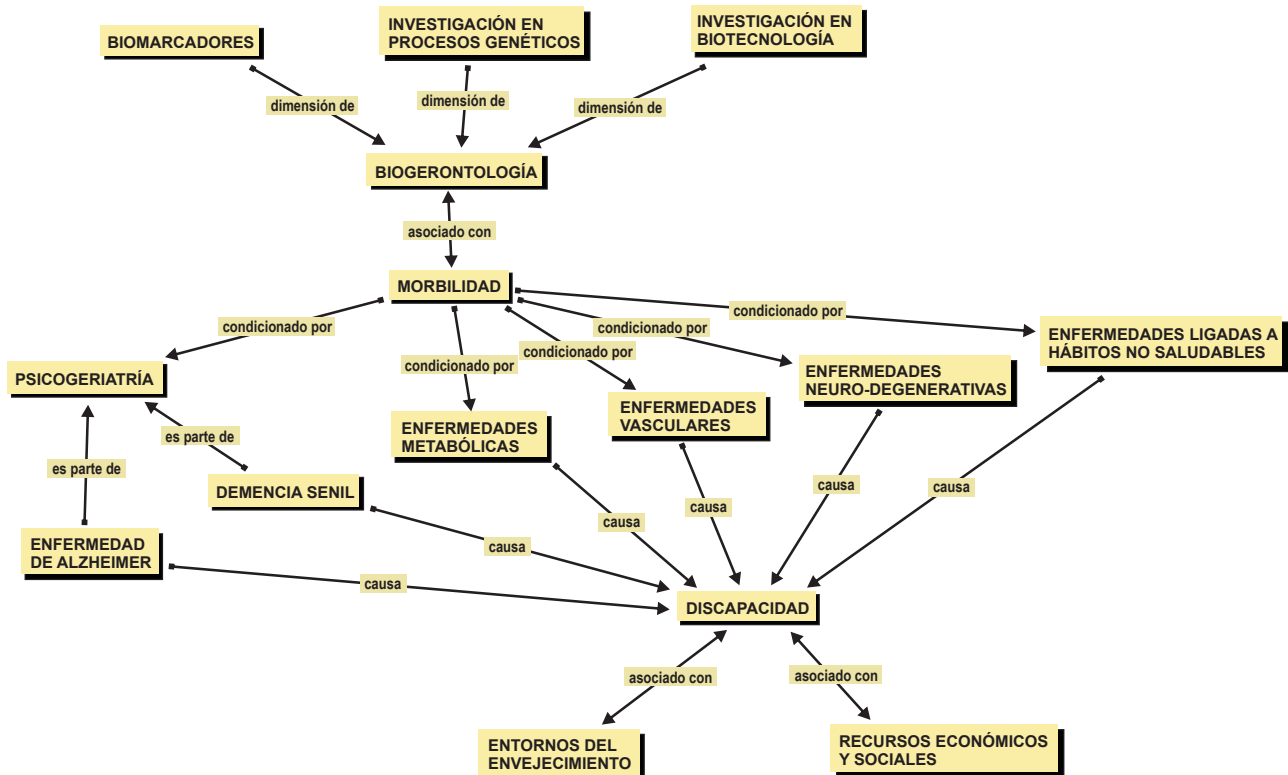 BIOMARCADORES
INVESTIGACIÓN EN
PROCESOS GENÉTICOS
INVESTIGACIÓN EN
BIOTECNOLOGÍA
dimensión de
dimensión de
dimensión de
BIOGERONTOLOGÍA
asociado con
MORBILIDAD
condicionado por
condicionado por
condicionado por
condicionado por
condicionado por
PSICOGERIATRÍA
ENFERMEDADES
METABÓLICAS
ENFERMEDADES
VASCULARES
ENFERMEDADES
NEURO-DEGENERATIVAS
ENFERMEDADES LIGADAS A
HÁBITOS NO SALUDABLES
es parte de
es parte de
DEMENCIA SENIL
ENFERMEDAD
DE ALZHEIMER
causa
causa
causa
causa
causa
causa
DISCAPACIDAD
asociado con
asociado con
ENTORNOS DEL
ENVEJECIMIENTO
RECURSOS ECONÓMICOS
Y SOCIALES